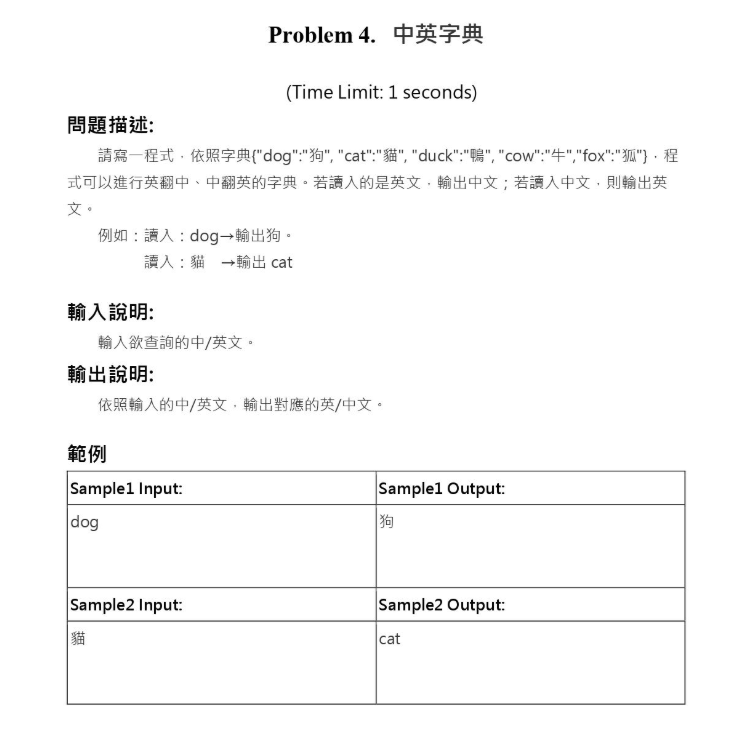 Problem 4. 中英字典
(Time Limit: 1 seconds)
問題描述:
請寫一程式，依照字典{"dog":"狗", "cat":"貓", "duck":"鴨", "cow":"牛","fox":"狐"}，程
式可以進行英翻中、中翻英的字典。若讀入的是英文，輸出中文；若讀入中文，則輸出英
文。
例如：讀入：dog→輸出狗。
讀入：貓　→輸出 cat
輸入說明:
輸入欲查詢的中/英文。
輸出說明:
依照輸入的中/英文，輸出對應的英/中文。
範例
Sample1 Input: Sample1 Output:
dog 狗
Sample2 Input: Sample2 Output:
貓 cat